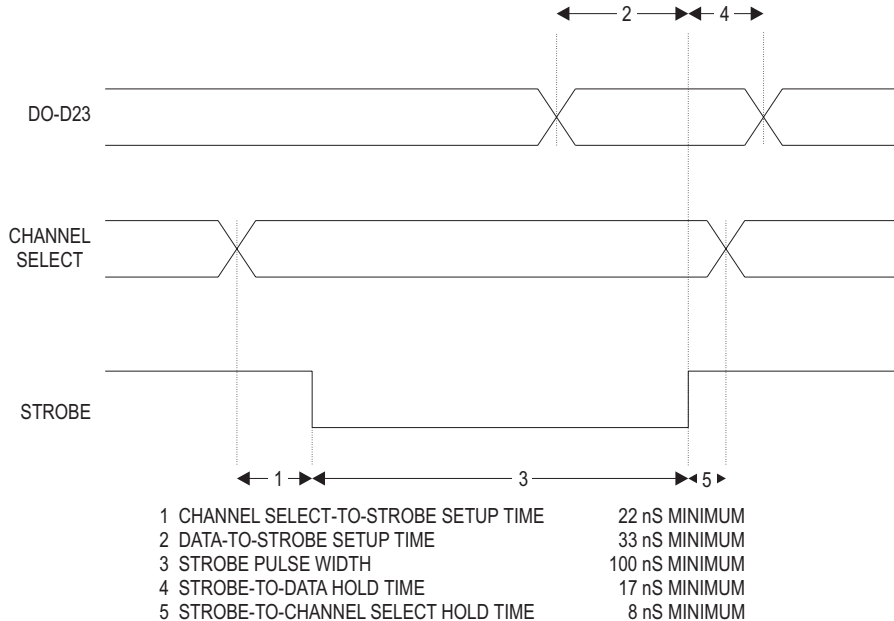 2 4
DO-D23
CHANNEL
SELECT
STROBE
1 3 5
1 CHANNEL SELECT-TO-STROBE SETUP TIME 22 nS MINIMUM
2 DATA-TO-STROBE SETUP TIME 33 nS MINIMUM
3 STROBE PULSE WIDTH 100 nS MINIMUM
4 STROBE-TO-DATA HOLD TIME 17 nS MINIMUM
5 STROBE-TO-CHANNEL SELECT HOLD TIME 8 nS MINIMUM